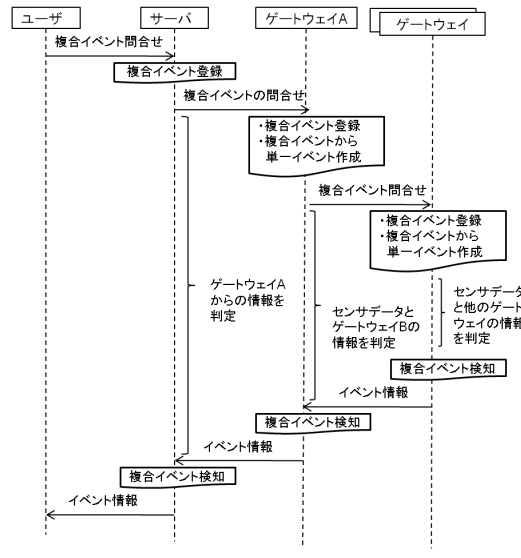 ユーザ
サーバ
ゲートウェイA
ゲートウェイ
複合イベント問合せ
複合イベント登録
複合イベントの問合せ
・複合イベント登録
・複合イベントから
単一イベント作成
複合イベント問合せ
・複合イベント登録
・複合イベントから
単一イベント作成
ゲートウェイA
からの情報を
判定
センサデータと
ゲートウェイBの
情報を判定
センサデータ
と他のゲート
ウェイの情報
を判定
複合イベント検知
イベント情報
複合イベント検知
イベント情報
複合イベント検知
イベント情報